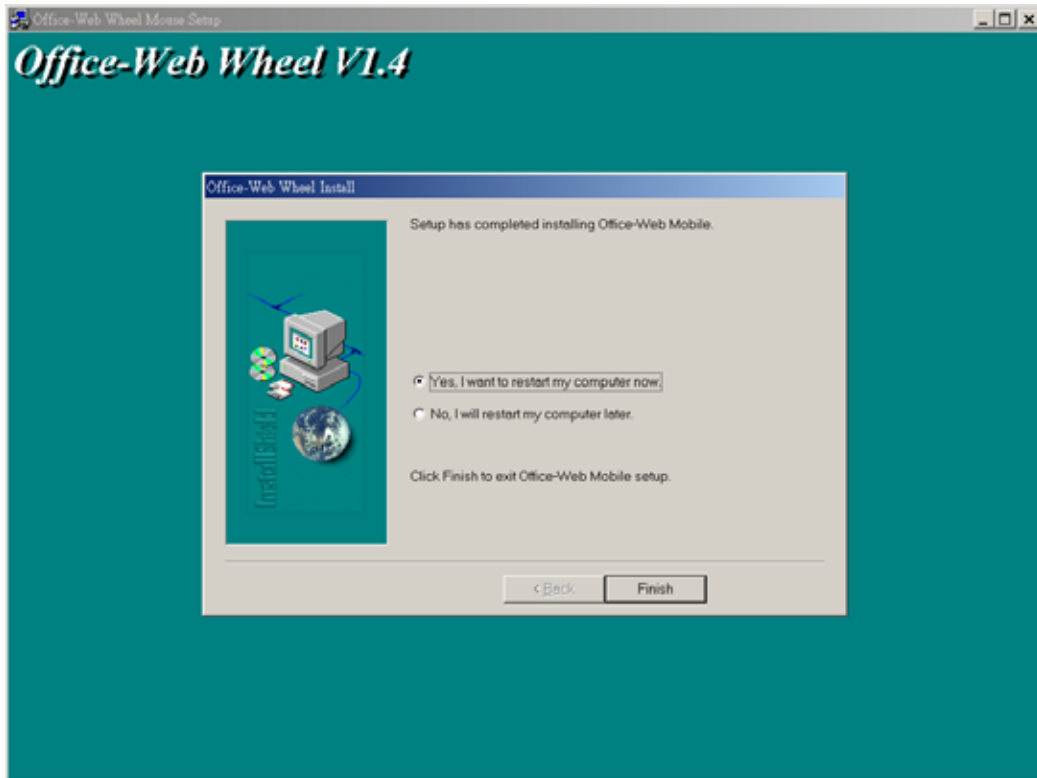 Office-Web Wheel Mouse Setup
Office-Web Wheel V1.4
Office-Web Wheel Install
Setup has completed installing Office-Web Mobile.
InstallShield
Yes, I want to restart my computer now.
No, I will restart my computer later.
Click Finish to exit Office-Web Mobile setup.
< Back
Finish